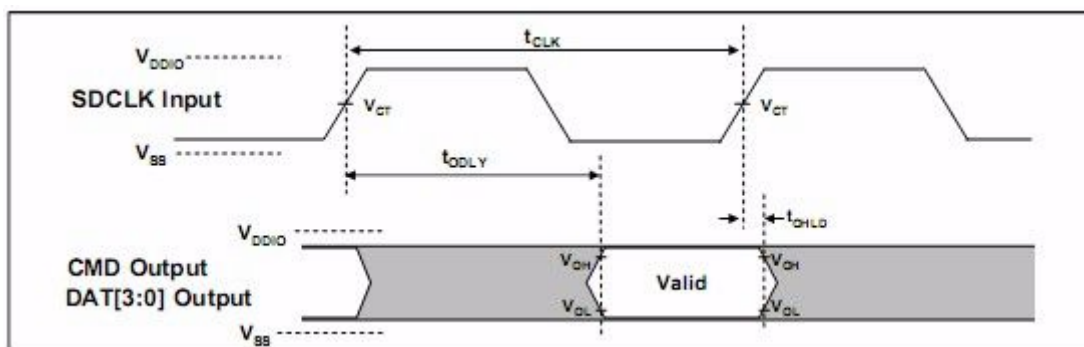 tCLK
VDDIO
SDCLK Input
VCT
VCT
VSS
tODLY
tOHLD
VDDIO
CMD Output
VOH
VOH
DAT[3:0] Output
Valid
VOL
VOL
VSS